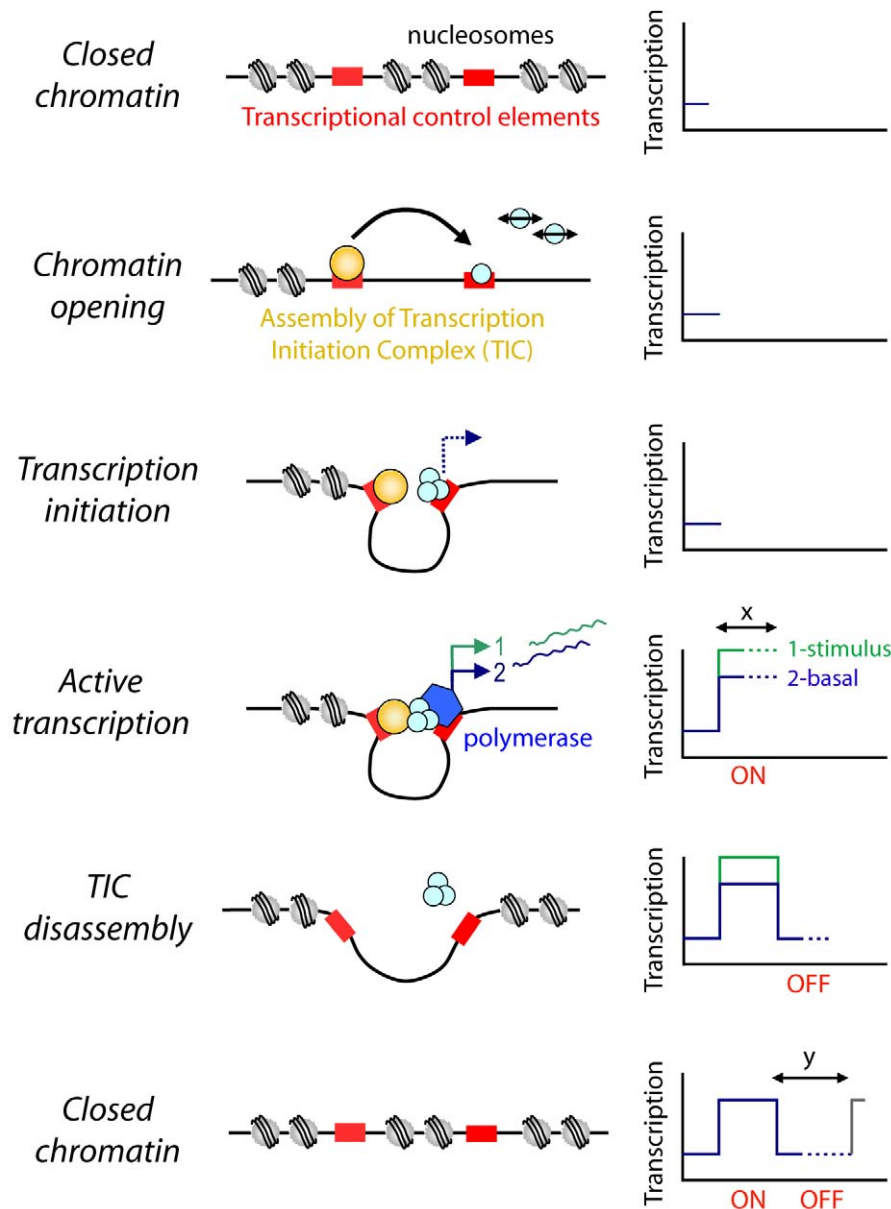 Closed
chromatin
nucleosomes
Transcriptional control elements
Transcription
Chromatin
opening
Assembly of Transcription
Initiation Complex (TIC)
Transcription
Transcription
initiation
Transcription
Active
transcription
1
2
polymerase
Transcription
x
1-stimulus
2-basal
ON
TIC
disassembly
Transcription
OFF
Closed
chromatin
Transcription
y
ON OFF